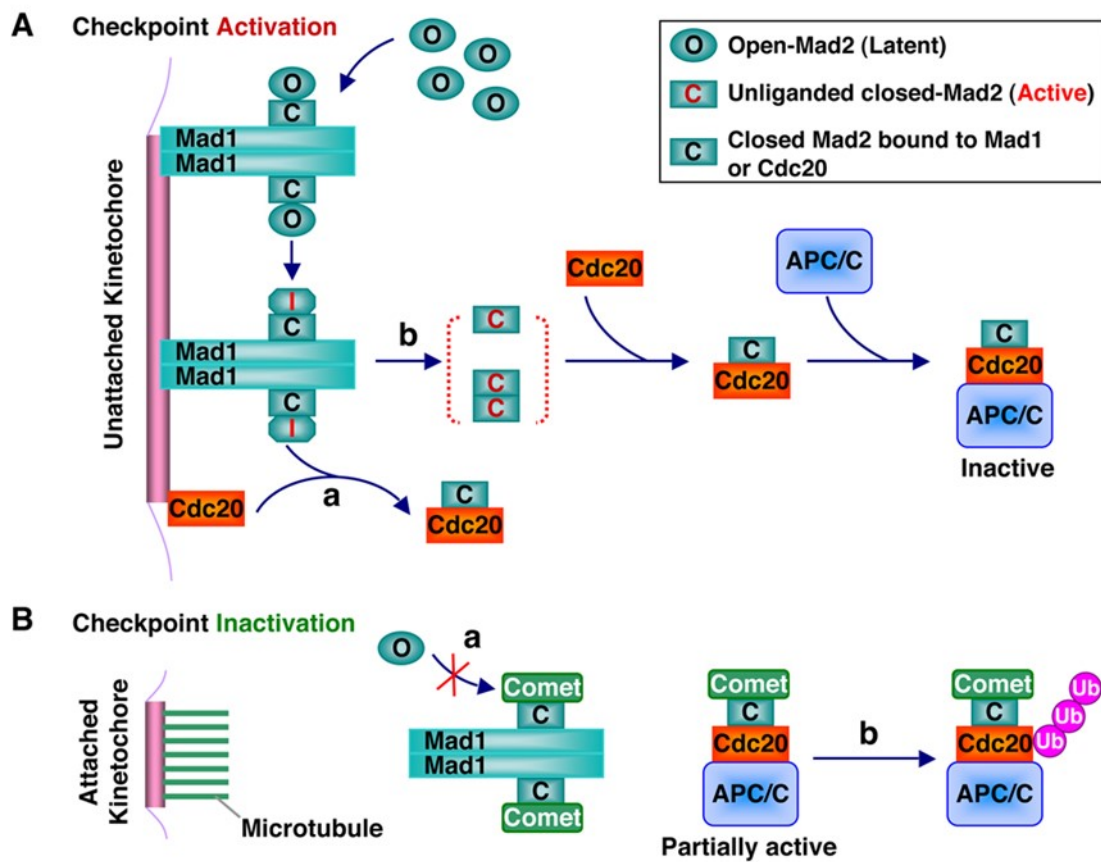 A
Checkpoint Activation
O
O
O
O
O
C
Mad1
Mad1
C
O
O Open-Mad2 (Latent)
C Unliganded closed-Mad2 (Active)
C Closed Mad2 bound to Mad1
or Cdc20
Unattached Kinetochore
I
C
Mad1
Mad1
C
I
b
C
C
C
Cdc20
C
Cdc20
APC/C
C
Cdc20
APC/C
Inactive
Cdc20
a
C
Cdc20
B
Checkpoint Inactivation
Attached
Kinetochore
Microtubule
O
a
Comet
C
Mad1
Mad1
C
Comet
Comet
C
Cdc20
APC/C
Partially active
b
Comet
C
Cdc20
APC/C
Ub
Ub
Ub